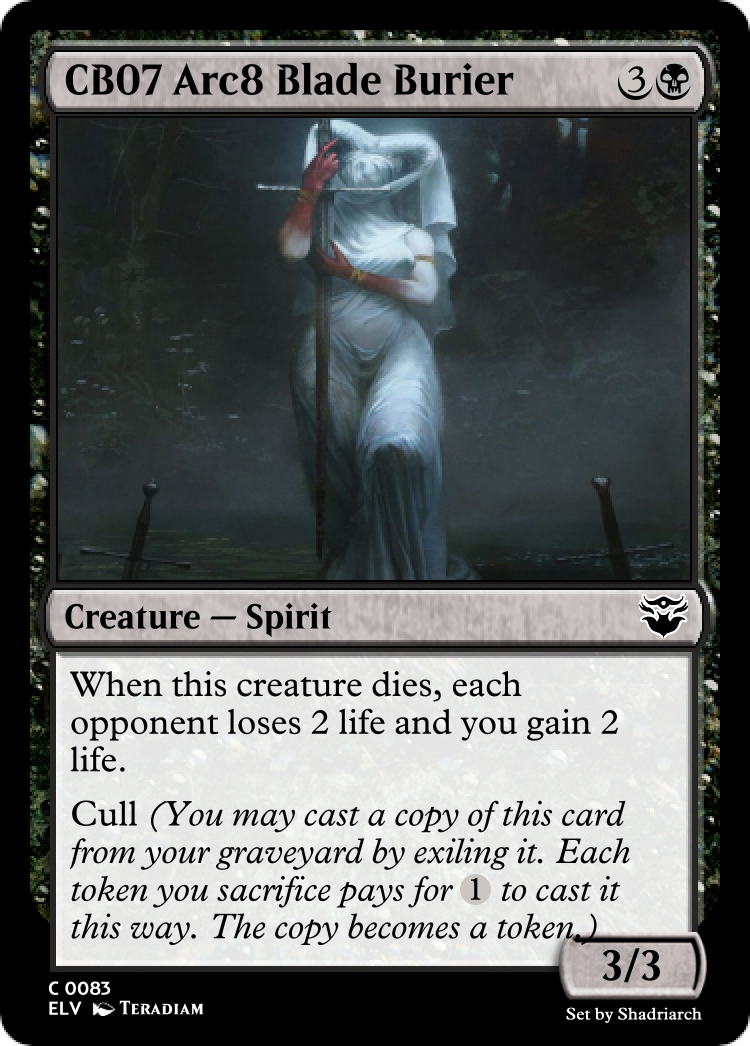 CB07 Arc8 Blade Burier 3
Creature — Spirit
When this creature dies, each
opponent loses 2 life and you gain 2
life.
Cull (You may cast a copy of this card
from your graveyard by exiling it. Each
token you sacrifice pays for 1 to cast it
this way. The copy becomes a token.)
3/3
C 0083
ELV Teradiam
Set by Shadriarch